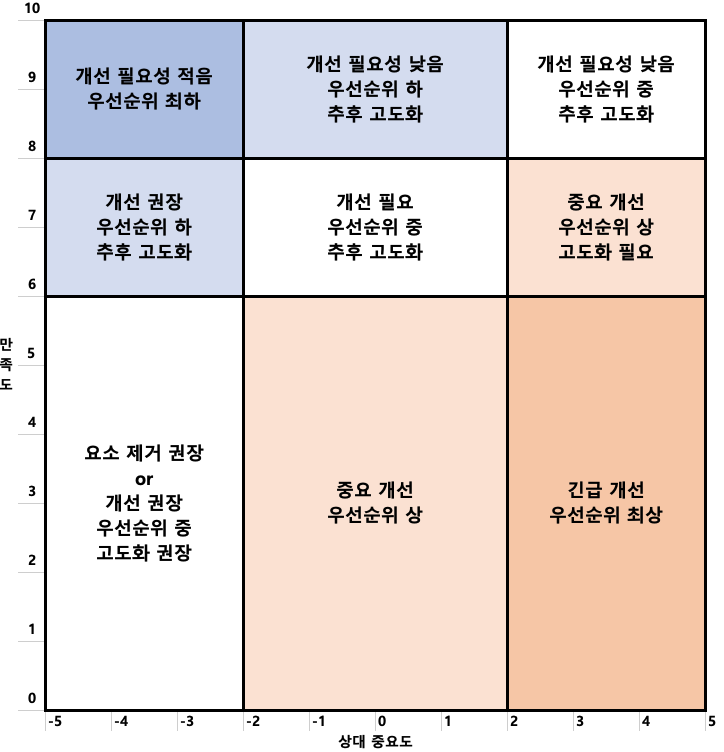 10
개선 필요성 적음
우선순위 최하
개선 필요성 낮음
우선순위 하
추후 고도화
개선 필요성 낮음
우선순위 중
추후 고도화
9
8
개선 권장
우선순위 하
추후 고도화
개선 필요
우선순위 중
추후 고도화
중요 개선
우선순위 상
고도화 필요
7
6
만족도
5
4
3
2
1
0
요소 제거 권장
or
개선 권장
우선순위 중
고도화 권장
중요 개선
우선순위 상
긴급 개선
우선순위 최상
-5 -4 -3 -2 -1 0 1 2 3 4 5
상대 중요도